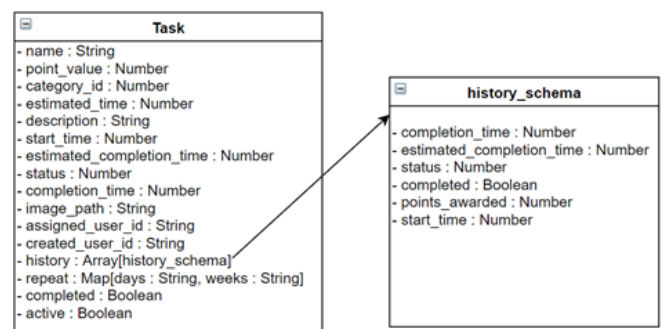 Task
- name : String
- point_value : Number
- category_id : Number
- estimated_time : Number
- description : String
- start_time : Number
- estimated_completion_time : Number
- status : Number
- completion_time : Number
- image_path : String
- assigned_user_id : String
- created_user_id : String
- history : Array[history_schema]
- repeat : Map[days : String, weeks : String]
- completed : Boolean
- active : Boolean
history_schema
- completion_time : Number
- estimated_completion_time : Number
- status : Number
- completed : Boolean
- points_awarded : Number
- start_time : Number